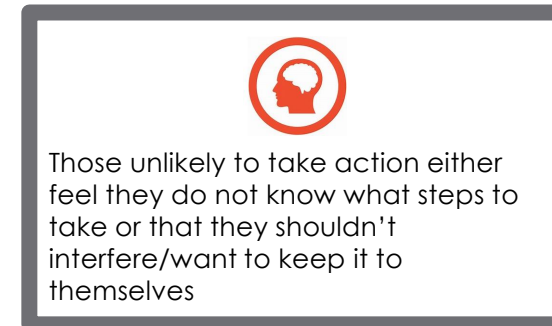 Those unlikely to take action either
feel they do not know what steps to
take or that they shouldn’t
interfere/want to keep it to
themselves